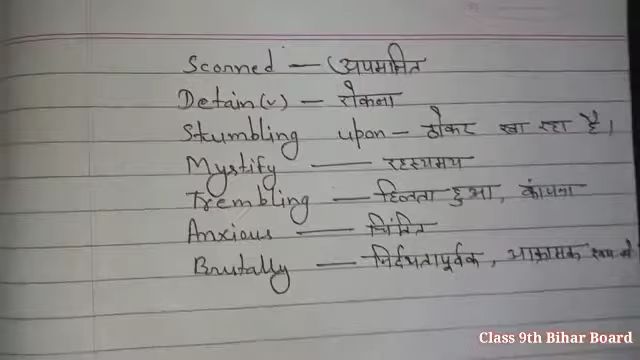 Scorned — अपमानित
Detain(v) — रोकना
Stumbling upon — ठोकर खा रहा है।
Mystify — रहस्यमय
Trembling — हिलता हुआ, कांपना
Anxious — चिंतित
Brutally — निर्दयतापूर्वक, आक्रामक रूप से
Class 9th Bihar Board